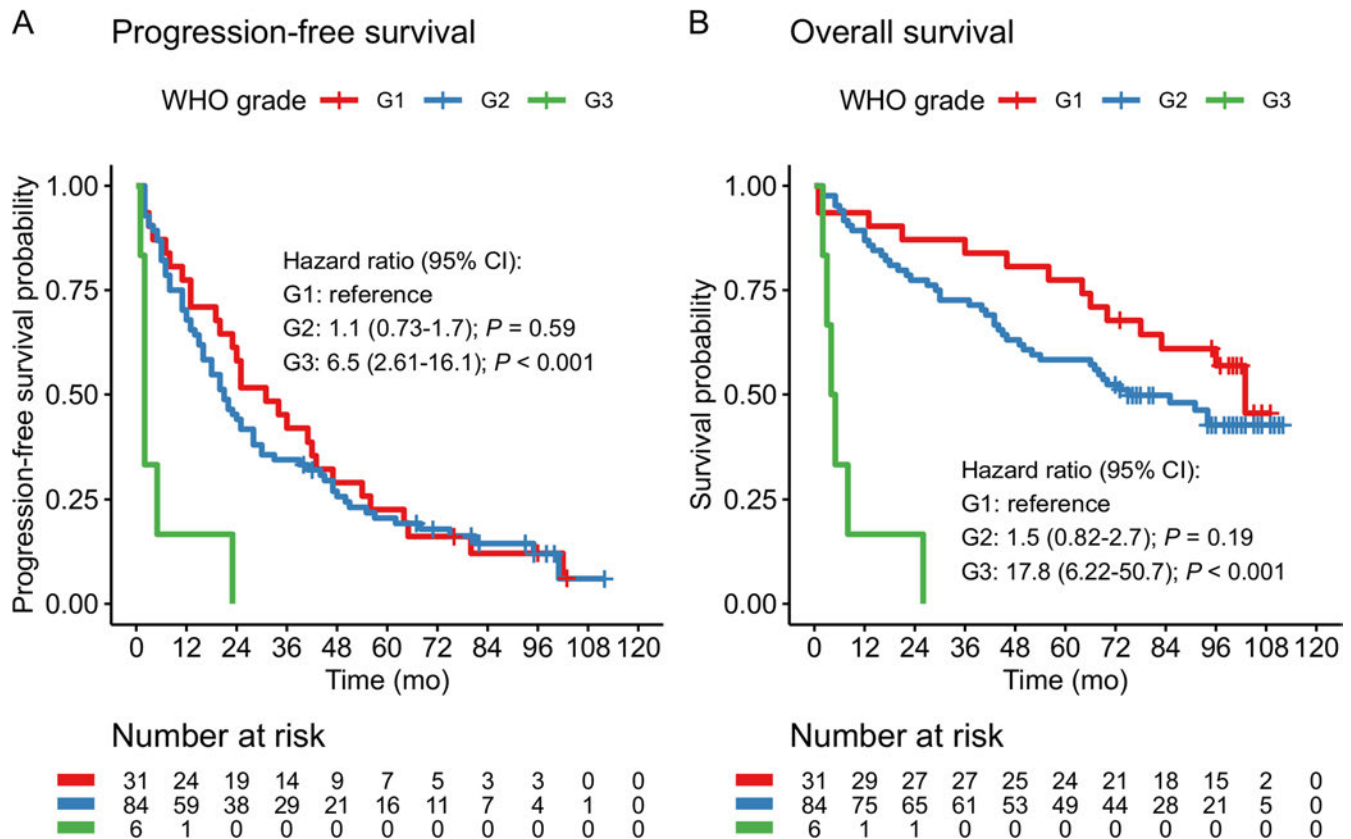 A Progression-free survival
WHO grade G1 G2 G3
Progression-free survival probability
1.00
0.75
0.50
0.25
0.00
Hazard ratio (95% CI):
G1: reference
G2: 1.1 (0.73-1.7); P = 0.59
G3: 6.5 (2.61-16.1); P < 0.001
0 12 24 36 48 60 72 84 96 108 120
Time (mo)
Number at risk
31 24 19 14 9 7 5 3 3 0 0
84 59 38 29 21 16 11 7 4 1 0
6 1 0 0 0 0 0 0 0 0 0
B Overall survival
WHO grade G1 G2 G3
Survival probability
1.00
0.75
0.50
0.25
0.00
Hazard ratio (95% CI):
G1: reference
G2: 1.5 (0.82-2.7); P = 0.19
G3: 17.8 (6.22-50.7); P < 0.001
0 12 24 36 48 60 72 84 96 108 120
Time (mo)
Number at risk
31 29 27 27 25 24 21 18 15 2 0
84 75 65 61 53 49 44 28 21 5 0
6 1 1 0 0 0 0 0 0 0 0